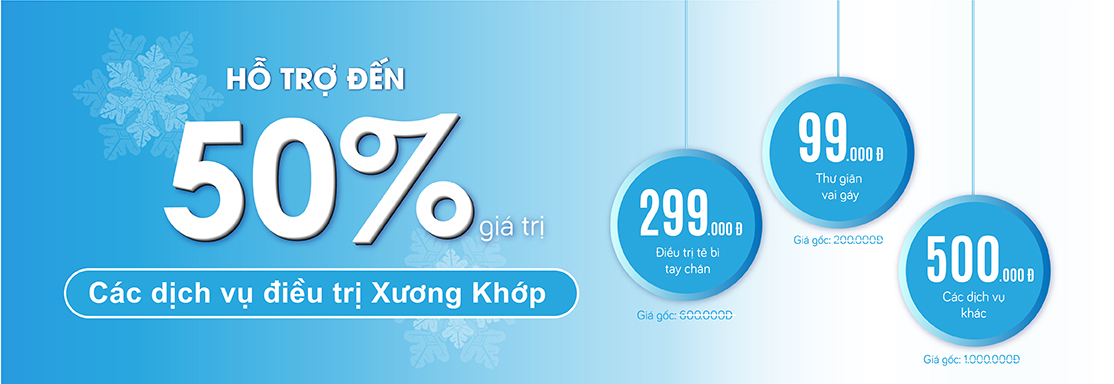 HỖ TRỢ ĐẾN
50% giá trị
Các dịch vụ điều trị Xương Khớp
299.000 Đ
Điều trị tê bì
tay chân
Giá gốc: 600.000Đ
99.000 Đ
Thư giãn
vai gáy
Giá gốc: 200.000Đ
500.000 Đ
Các dịch vụ
khác
Giá gốc: 1.000.000Đ